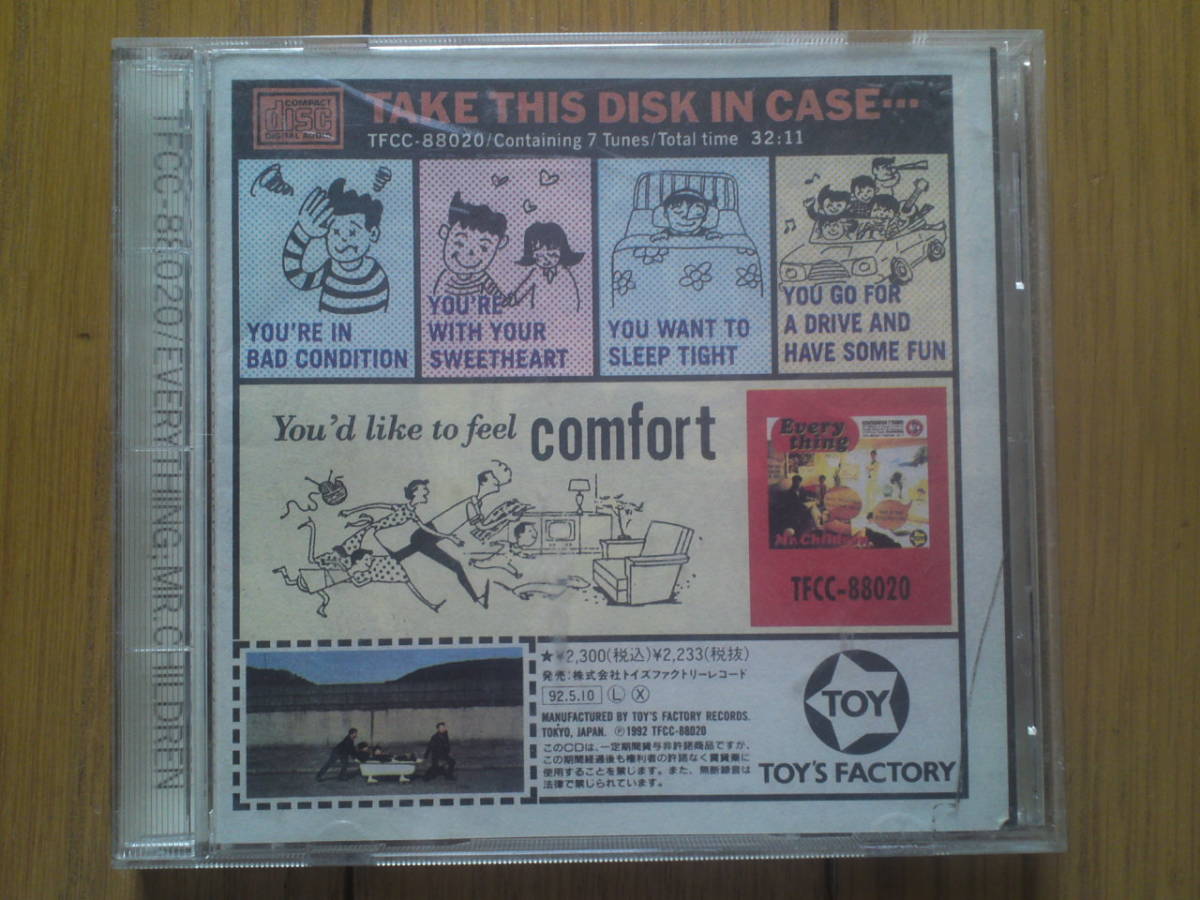 TFCC-88020/EVERYTHING/MR.CHILDREN
COMPACT
disc
DIGITAL AUDIO
TAKE THIS DISK IN CASE…
TFCC-88020/Containing 7 Tunes/Total time 32:11
YOU'RE IN
BAD CONDITION
YOU'RE
WITH YOUR
SWEETHEART
YOU WANT TO
SLEEP TIGHT
YOU GO FOR
A DRIVE AND
HAVE SOME FUN
You'd like to feel comfort
Every
thing
Mr.Children
TFCC-88020
★¥2,300(税込)¥2,233(税抜)
発売:株式会社トイズファクトリーレコード
92.5.10 Ⓛ Ⓧ
MANUFACTURED BY TOY'S FACTORY RECORDS.
TOKYO, JAPAN. Ⓟ1992 TFCC-88020
このCDは、一定期間貸与非許諾商品ですが、
この期間経過後も権利者の許諾なく賃貸業に
使用することを禁じます。また、無断録音は
法律で禁じられています。
TOY
TOY'S FACTORY